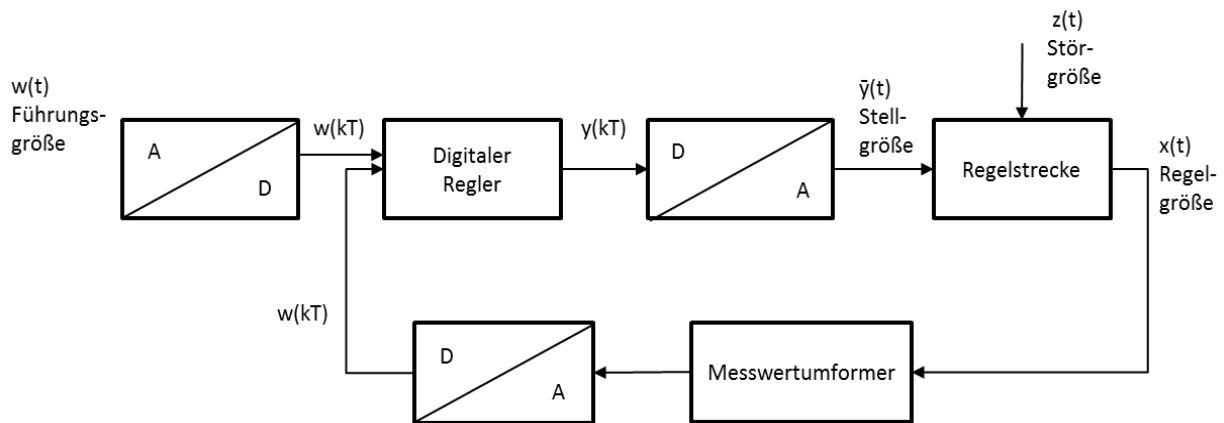 w(t)
Führungs-
größe
A
D
w(kT)
Digitaler
Regler
y(kT)
D
A
ȳ(t)
Stell-
größe
z(t)
Stör-
größe
Regelstrecke
x(t)
Regel-
größe
w(kT)
D
A
Messwertumformer